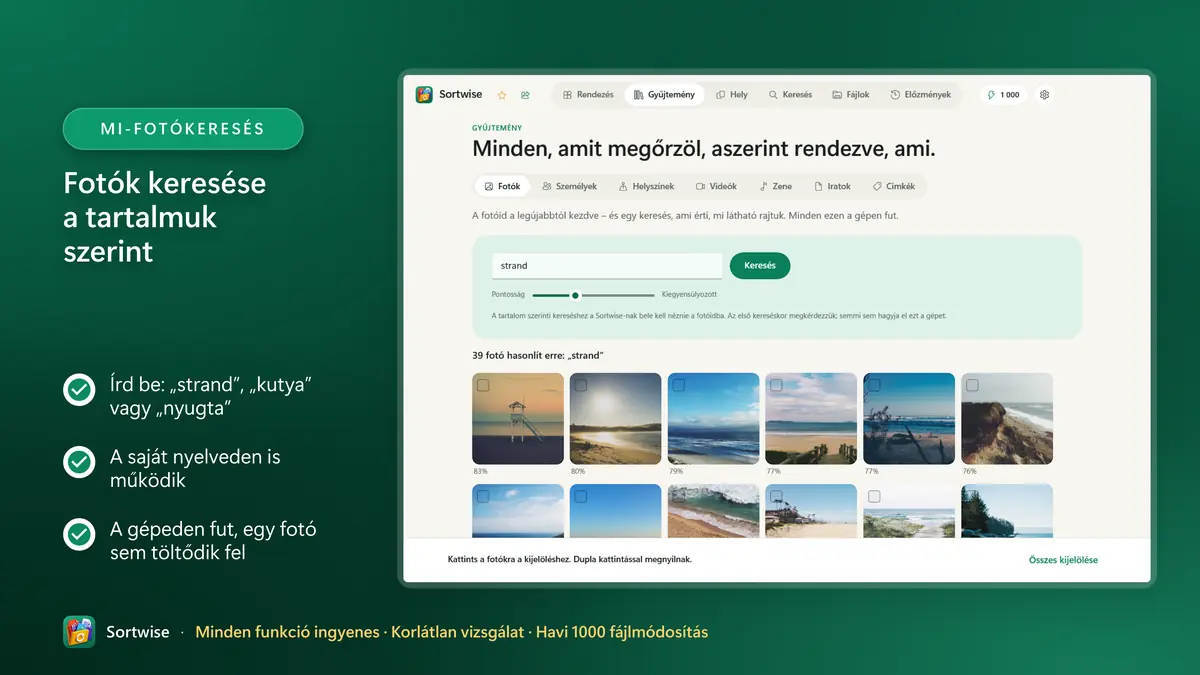 MI-FOTÓKERESÉS
Fotók keresése
a tartalmuk
szerint
Írd be: „strand”, „kutya”
vagy „nyugta”
A saját nyelveden is
működik
A gépeden fut, egy fotó
sem töltődik fel
Sortwise
Rendezés
Gyűjtemény
Hely
Keresés
Fájlok
Előzmények
1 000
GYŰJTEMÉNY
Minden, amit megőrzöl, aszerint rendezve, ami.
Fotók
Személyek
Helyszínek
Videók
Zene
Iratok
Címkék
A fotóid a legújabbtól kezdve – és egy keresés, ami érti, mi látható rajtuk. Minden ezen a gépen fut.
strand
Keresés
Pontosság
Kiegyensúlyozott
A tartalom szerinti kereséshez a Sortwise-nak bele kell néznie a fotóidba. Az első kereséskor megkérdezzük; semmi sem hagyja el ezt a gépet.
39 fotó hasonlít erre: „strand”
83%
80%
79%
77%
77%
76%
Kattints a fotókra a kijelöléshez. Dupla kattintással megnyílnak.
Összes kijelölése
Sortwise · Minden funkció ingyenes · Korlátlan vizsgálat · Havi 1000 fájlmódosítás